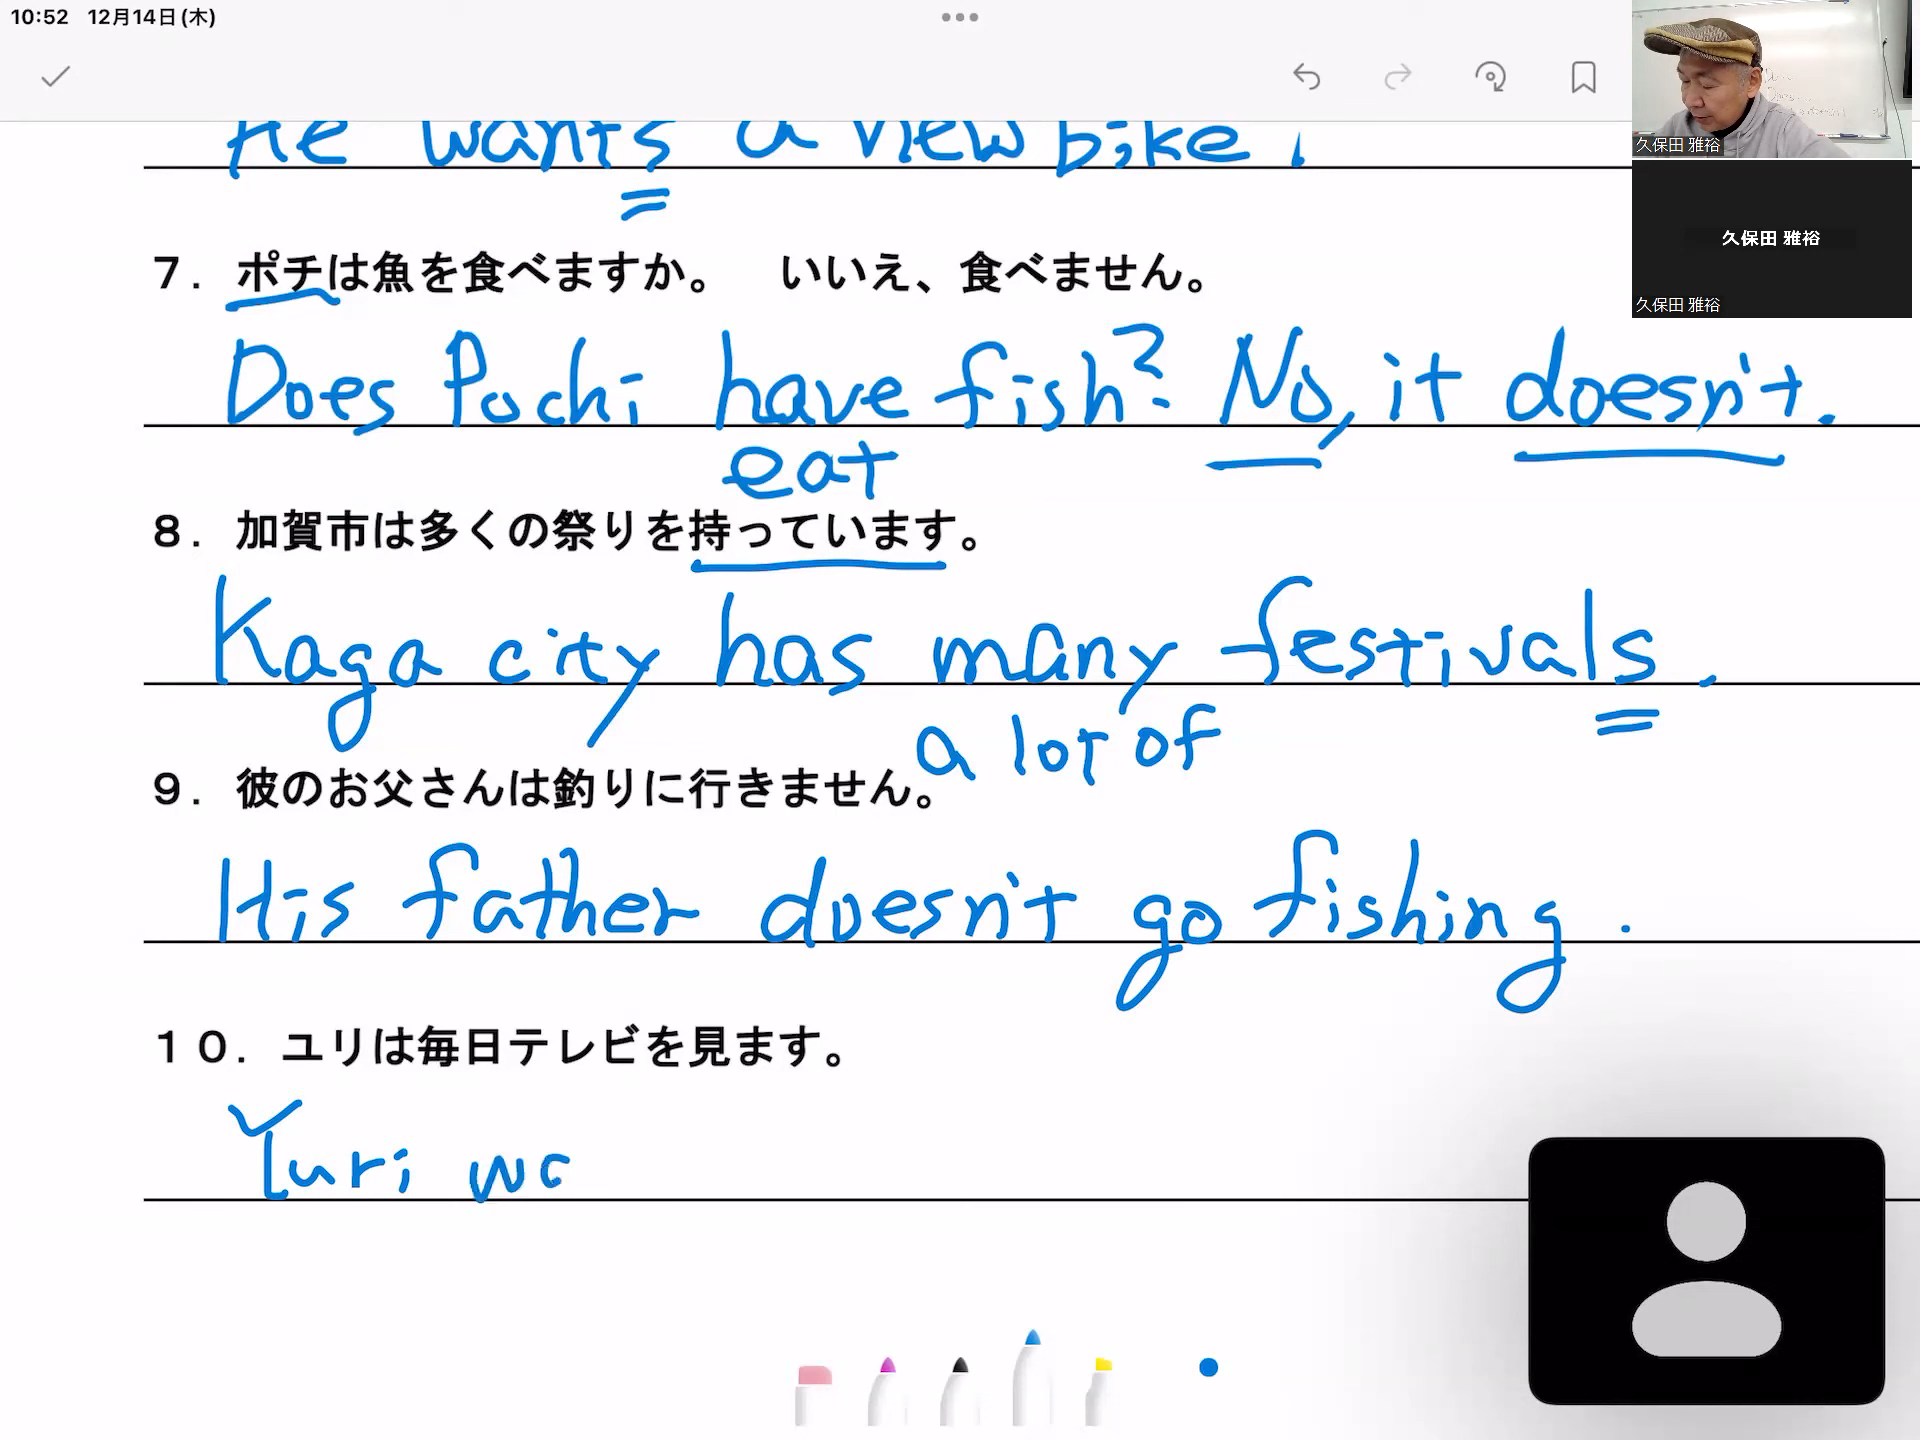 10:52 12月14日(木)
久保田 雅裕
久保田 雅裕
久保田 雅裕
He wants a new bike.
7．ポチは魚を食べますか。 いいえ、食べません。
Does Pochi have fish? No, it doesn't.
eat
8．加賀市は多くの祭りを持っています。
Kaga city has many festivals.
a lot of
9．彼のお父さんは釣りに行きません。
His father doesn't go fishing.
10．ユリは毎日テレビを見ます。
Yuri wa